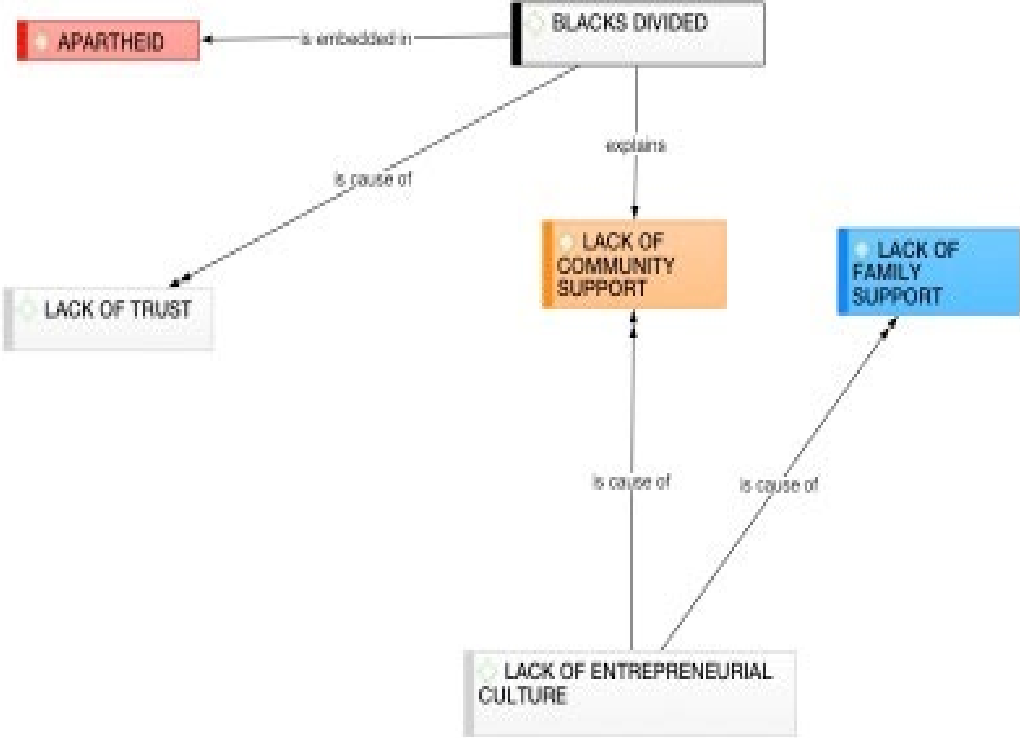 BLACKS DIVIDED
APARTHEID
is embedded in
explains
is cause of
LACK OF
COMMUNITY
SUPPORT
LACK OF
FAMILY
SUPPORT
LACK OF TRUST
is cause of
is cause of
LACK OF ENTREPRENEURIAL
CULTURE